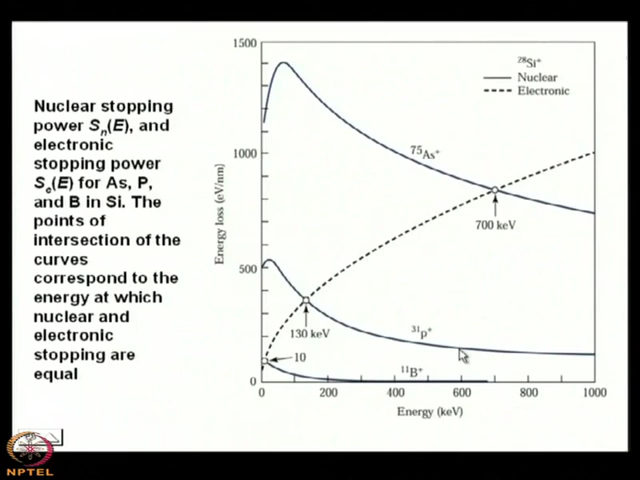 Nuclear stopping
power Sn(E), and
electronic
stopping power
Se(E) for As, P,
and B in Si. The
points of
intersection of the
curves
correspond to the
energy at which
nuclear and
electronic
stopping are
equal
1500
1000
500
0
Energy loss (eV/nm)
28Si+
Nuclear
Electronic
75As+
700 keV
130 keV
31P+
10
11B+
0 200 400 600 800 1000
Energy (keV)
NPTEL